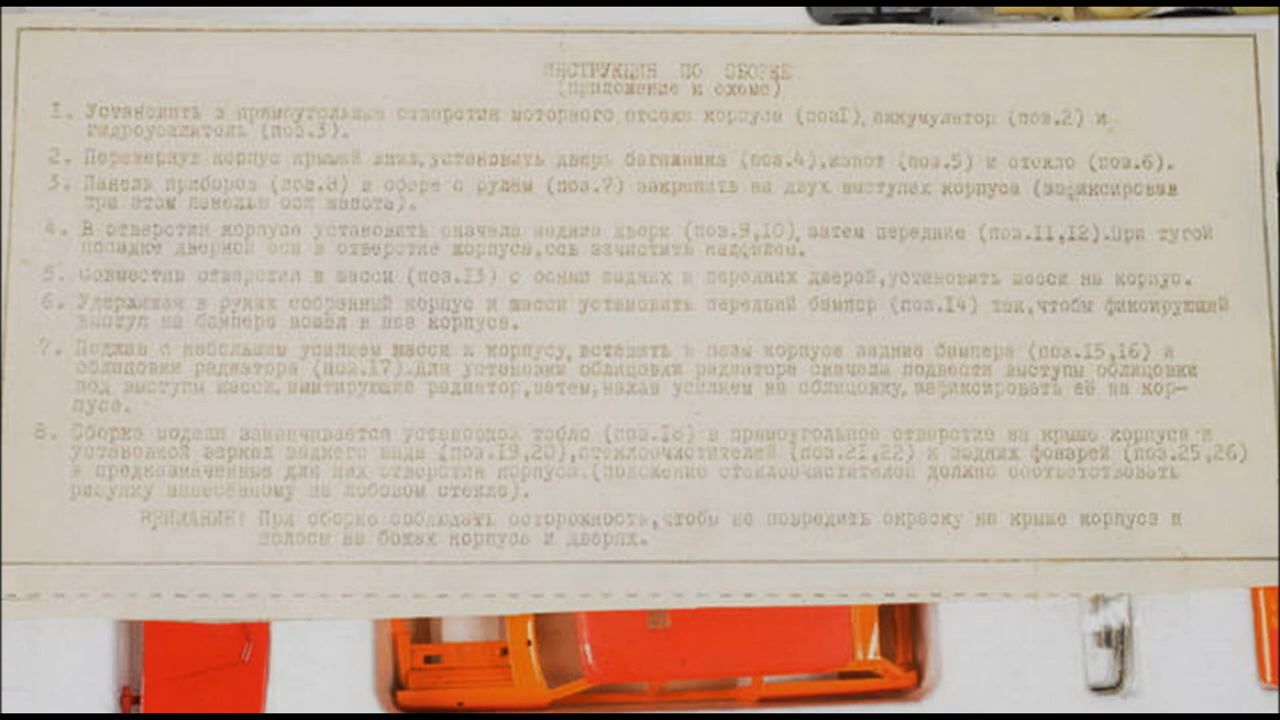 ИНСТРУКЦИЯ ПО СБОРКЕ
(приложение к схеме)
1. Установить в прямоугольные отверстия моторного отсека корпуса (поз1), аккумулятор (поз.2) и
гидроусилитель (поз.3).
2. Перевернув корпус крышей вниз,установить дверь багажника (поз.4),капот (поз.5) и стекло (поз.6).
3. Панель приборов (поз.8) в сборе с рулём (поз.7) закрепить на двух выступах корпуса (зафиксировав
при этом панелью оси капота).
4. В отверстия корпуса установить сначала задние двери (поз.9,10), затем передние (поз.11,12).При тугой
посадке дверной оси в отверстие корпуса,ось зачистить надфилем.
5. Совместив отверстия в шасси (поз.13) с осями задних и передних дверей,установить шасси на корпус.
6. Удерживая в руках собранный корпус и шасси установить передний бампер (поз.14) так,чтобы фиксирующий
выступ на бампере вошёл в паз корпуса.
7. Поджав с небольшим усилием шасси к корпусу,вставить в пазы корпуса задние бампера (поз.15,16) и
облицовки радиатора (поз.17).Для установки облицовки радиатора сначала подвести выступы облицовки
под выступы шасси,имитирующие радиатор,затем,нажав усилием на облицовку,зафиксировать её на кор-
пусе.
8. Сборка модели заканчивается установкой табло (поз.18) в прямоугольное отверстие на крыше корпуса и
установкой зеркал заднего вида (поз.19,20),стеклоочистителей (поз.21,22) и задних фонарей (поз.25,26)
в предназначенные для них отверстия корпуса.(положение стеклоочистителей должно соответствовать
рисунку нанесённому на лобовом стекле).
ВНИМАНИЕ! При сборке соблюдать осторожность,чтобы не повредить окраску на крыше корпуса и
полосы на боках корпуса и дверях.